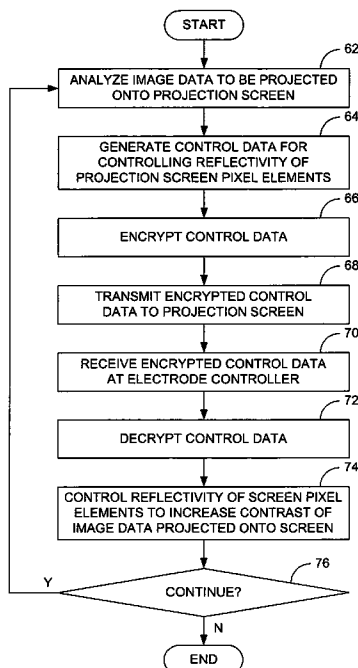 START
62
ANALYZE IMAGE DATA TO BE PROJECTED
ONTO PROJECTION SCREEN
64
GENERATE CONTROL DATA FOR
CONTROLLING REFLECTIVITY OF
PROJECTION SCREEN PIXEL ELEMENTS
66
ENCRYPT CONTROL DATA
68
TRANSMIT ENCRYPTED CONTROL
DATA TO PROJECTION SCREEN
70
RECEIVE ENCRYPTED CONTROL DATA
AT ELECTRODE CONTROLLER
72
DECRYPT CONTROL DATA
74
CONTROL REFLECTIVITY OF SCREEN PIXEL
ELEMENTS TO INCREASE CONTRAST OF
IMAGE DATA PROJECTED ONTO SCREEN
76
Y
CONTINUE?
N
END